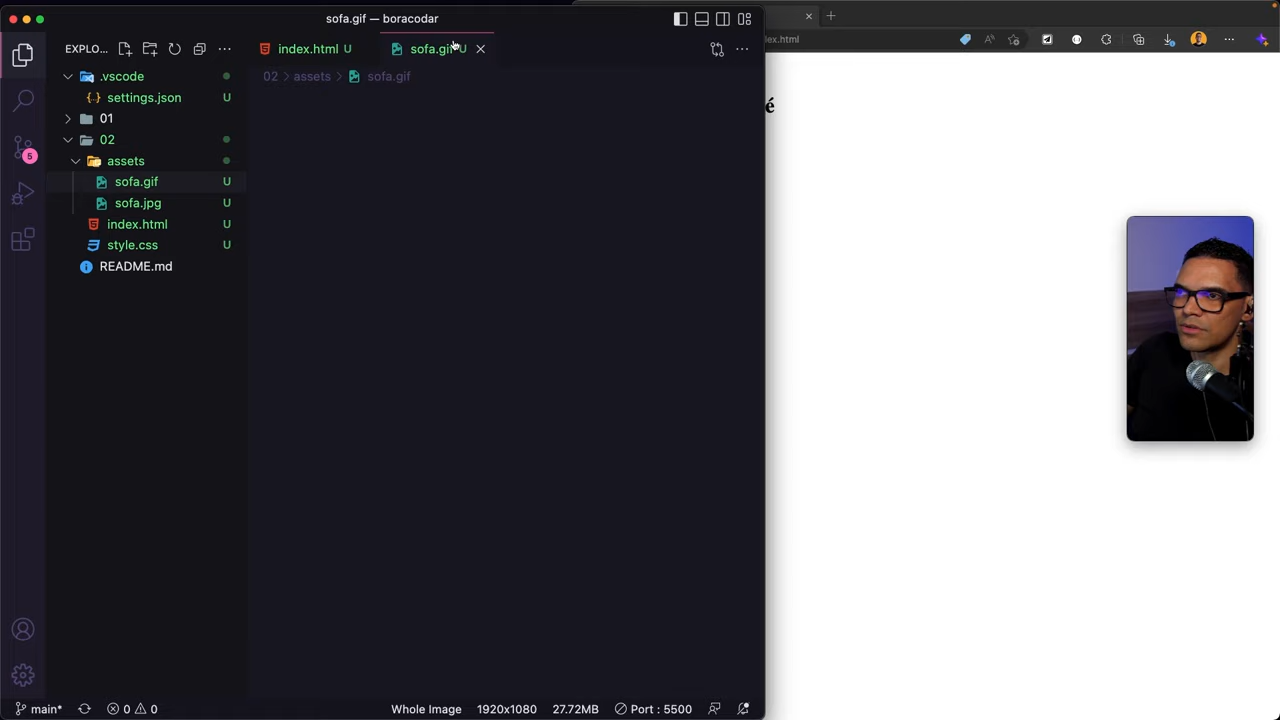 sofa.gif — boracodar
EXPLO...
index.html U
sofa.gif U
html
02 > assets > sofa.gif
.vscode
settings.json U
01
02
assets
sofa.gif U
sofa.jpg U
index.html U
style.css U
README.md
5
é
main*
0 0
Whole Image
1920x1080
27.72MB
Port : 5500